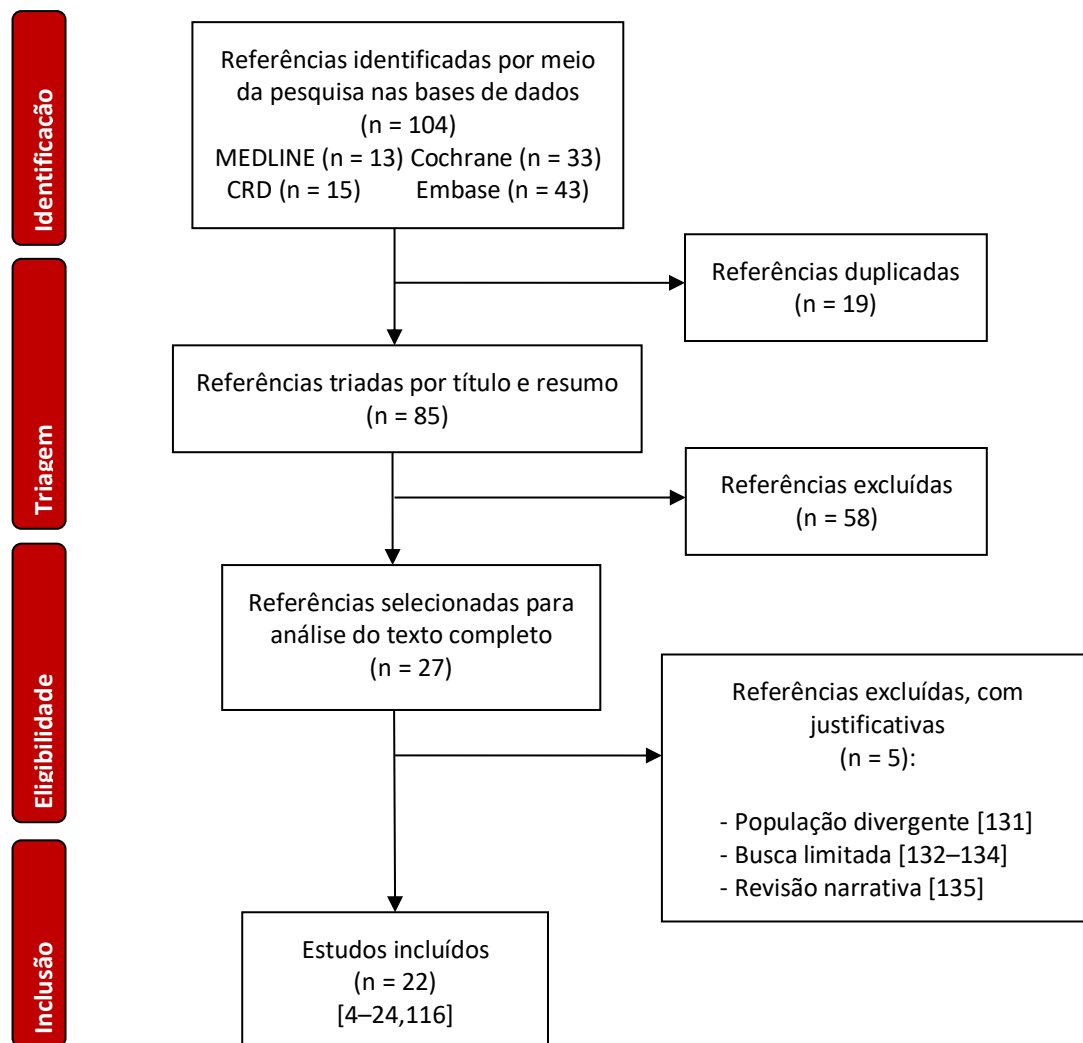 Identificação
Referências identificadas por meio
da pesquisa nas bases de dados
(n = 104)
MEDLINE (n = 13) Cochrane (n = 33)
CRD (n = 15) Embase (n = 43)
Referências duplicadas
(n = 19)
Triagem
Referências triadas por título e resumo
(n = 85)
Referências excluídas
(n = 58)
Eligibilidade
Referências selecionadas para
análise do texto completo
(n = 27)
Referências excluídas, com
justificativas
(n = 5):
- População divergente [131]
- Busca limitada [132–134]
- Revisão narrativa [135]
Inclusão
Estudos incluídos
(n = 22)
[4–24,116]